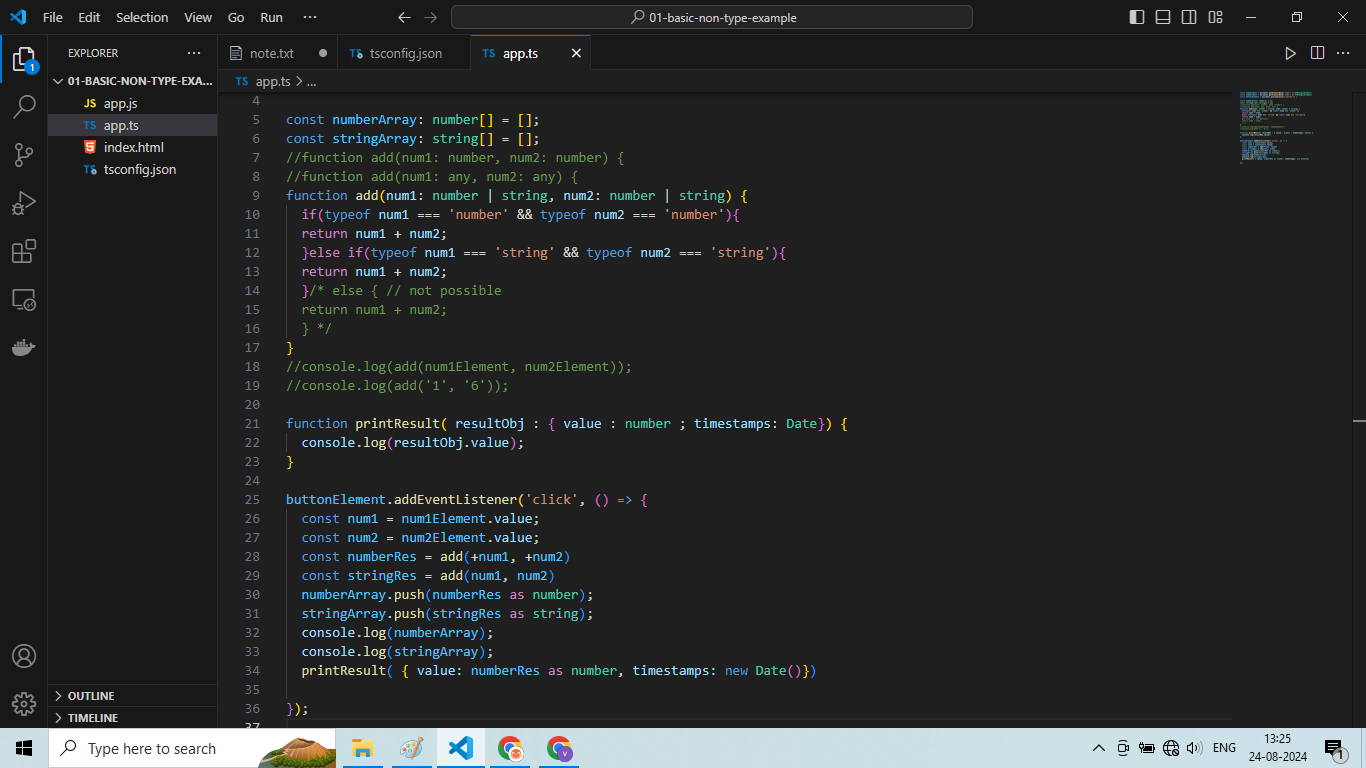 File Edit Selection View Go Run ···
01-basic-non-type-example
EXPLORER ···
note.txt
TS tsconfig.json
TS app.ts
1
01-BASIC-NON-TYPE-EXA...
JS app.js
TS app.ts
index.html
TS tsconfig.json
TS app.ts > ...
4
5 const numberArray: number[] = [];
6 const stringArray: string[] = [];
7 //function add(num1: number, num2: number) {
8 //function add(num1: any, num2: any) {
9 function add(num1: number | string, num2: number | string) {
10 if(typeof num1 === 'number' && typeof num2 === 'number'){
11 return num1 + num2;
12 }else if(typeof num1 === 'string' && typeof num2 === 'string'){
13 return num1 + num2;
14 }/* else { // not possible
15 return num1 + num2;
16 } */
17 }
18 //console.log(add(num1Element, num2Element));
19 //console.log(add('1', '6'));
20
21 function printResult( resultObj : { value : number ; timestamps: Date}) {
22 console.log(resultObj.value);
23 }
24
25 buttonElement.addEventListener('click', () => {
26 const num1 = num1Element.value;
27 const num2 = num2Element.value;
28 const numberRes = add(+num1, +num2)
29 const stringRes = add(num1, num2)
30 numberArray.push(numberRes as number);
31 stringArray.push(stringRes as string);
32 console.log(numberArray);
33 console.log(stringArray);
34 printResult( { value: numberRes as number, timestamps: new Date()})
35
36 });
37
OUTLINE
TIMELINE
Type here to search
V
ENG
13:25
24-08-2024
1